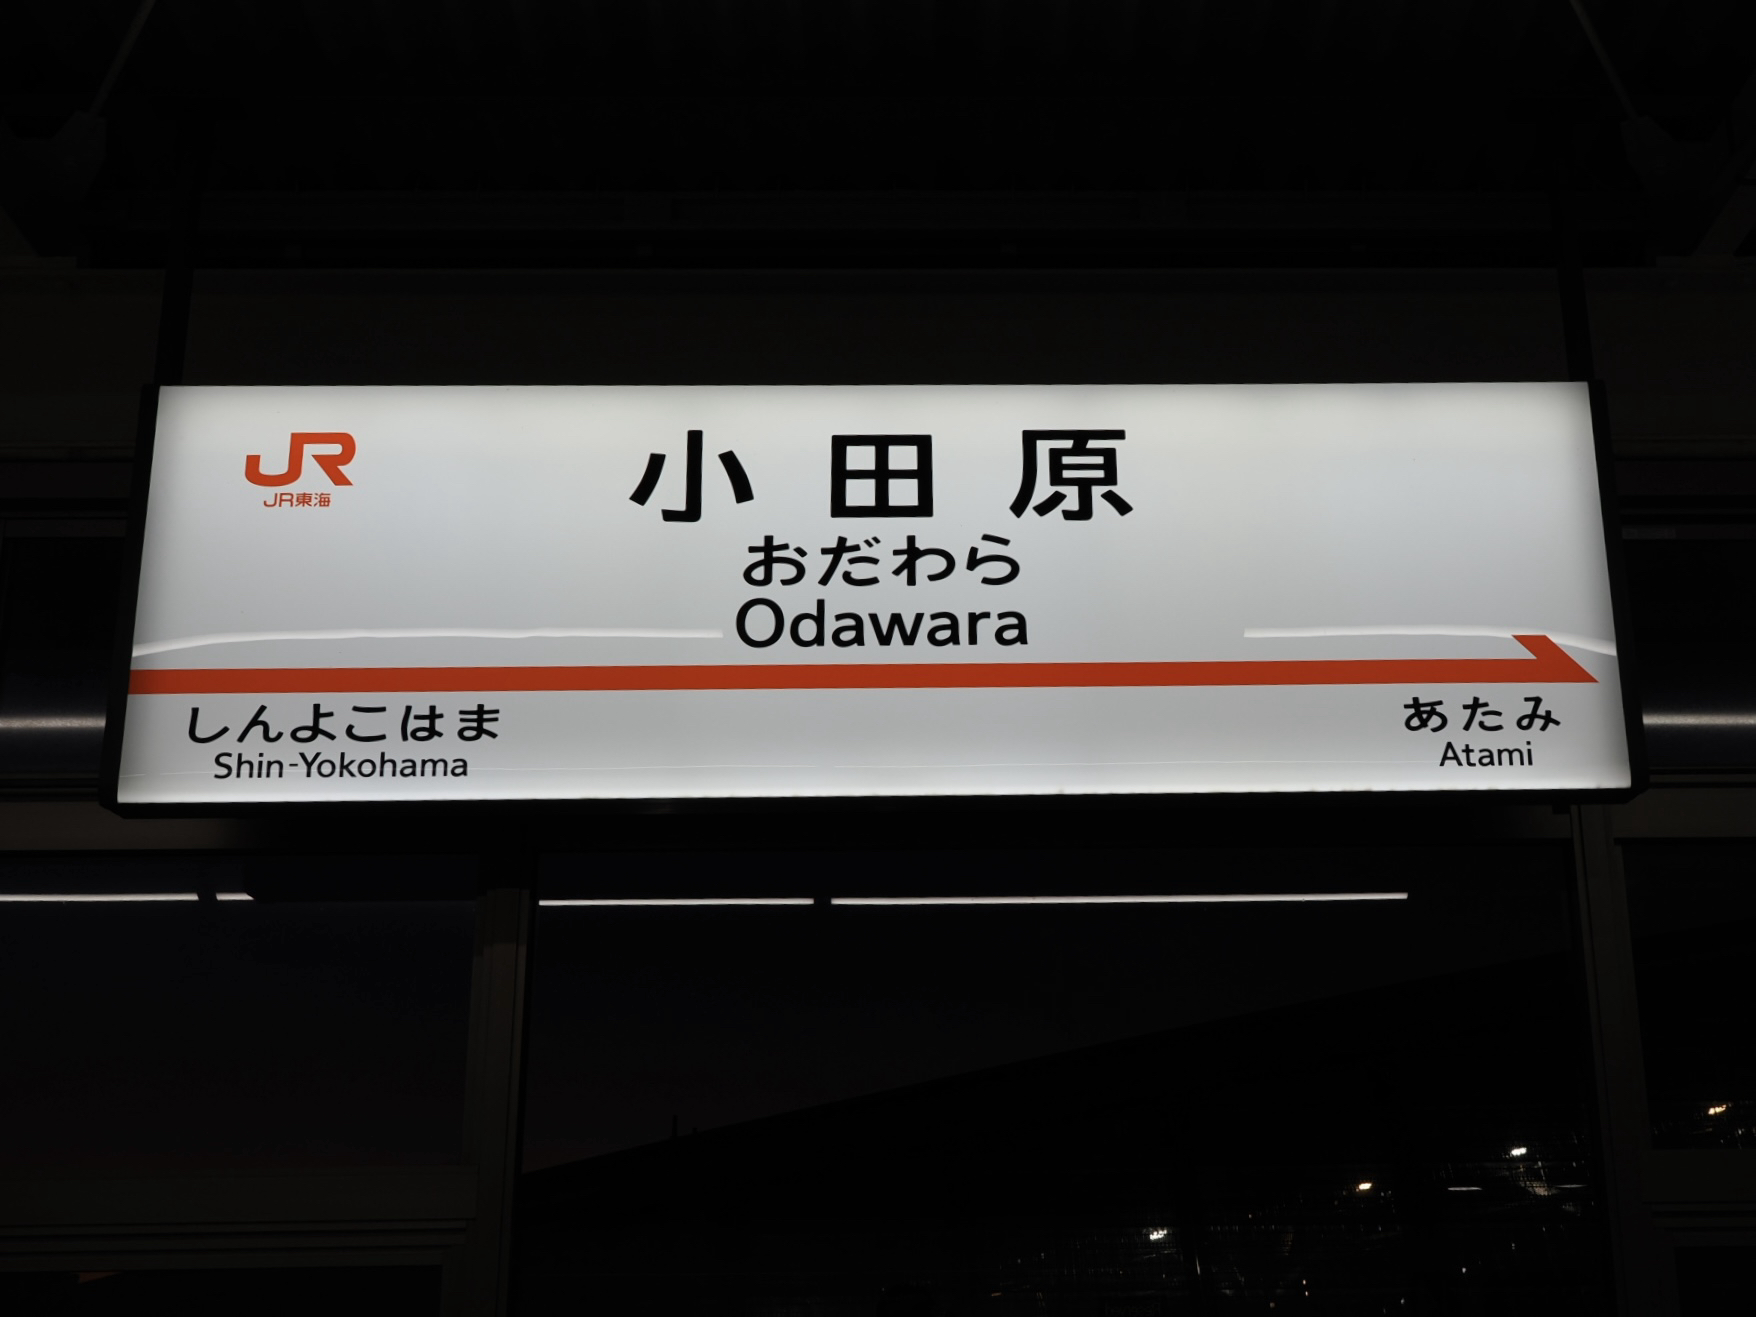 JR
JR東海
小田原
おだわら
Odawara
しんよこはま
Shin-Yokohama
あたみ
Atami